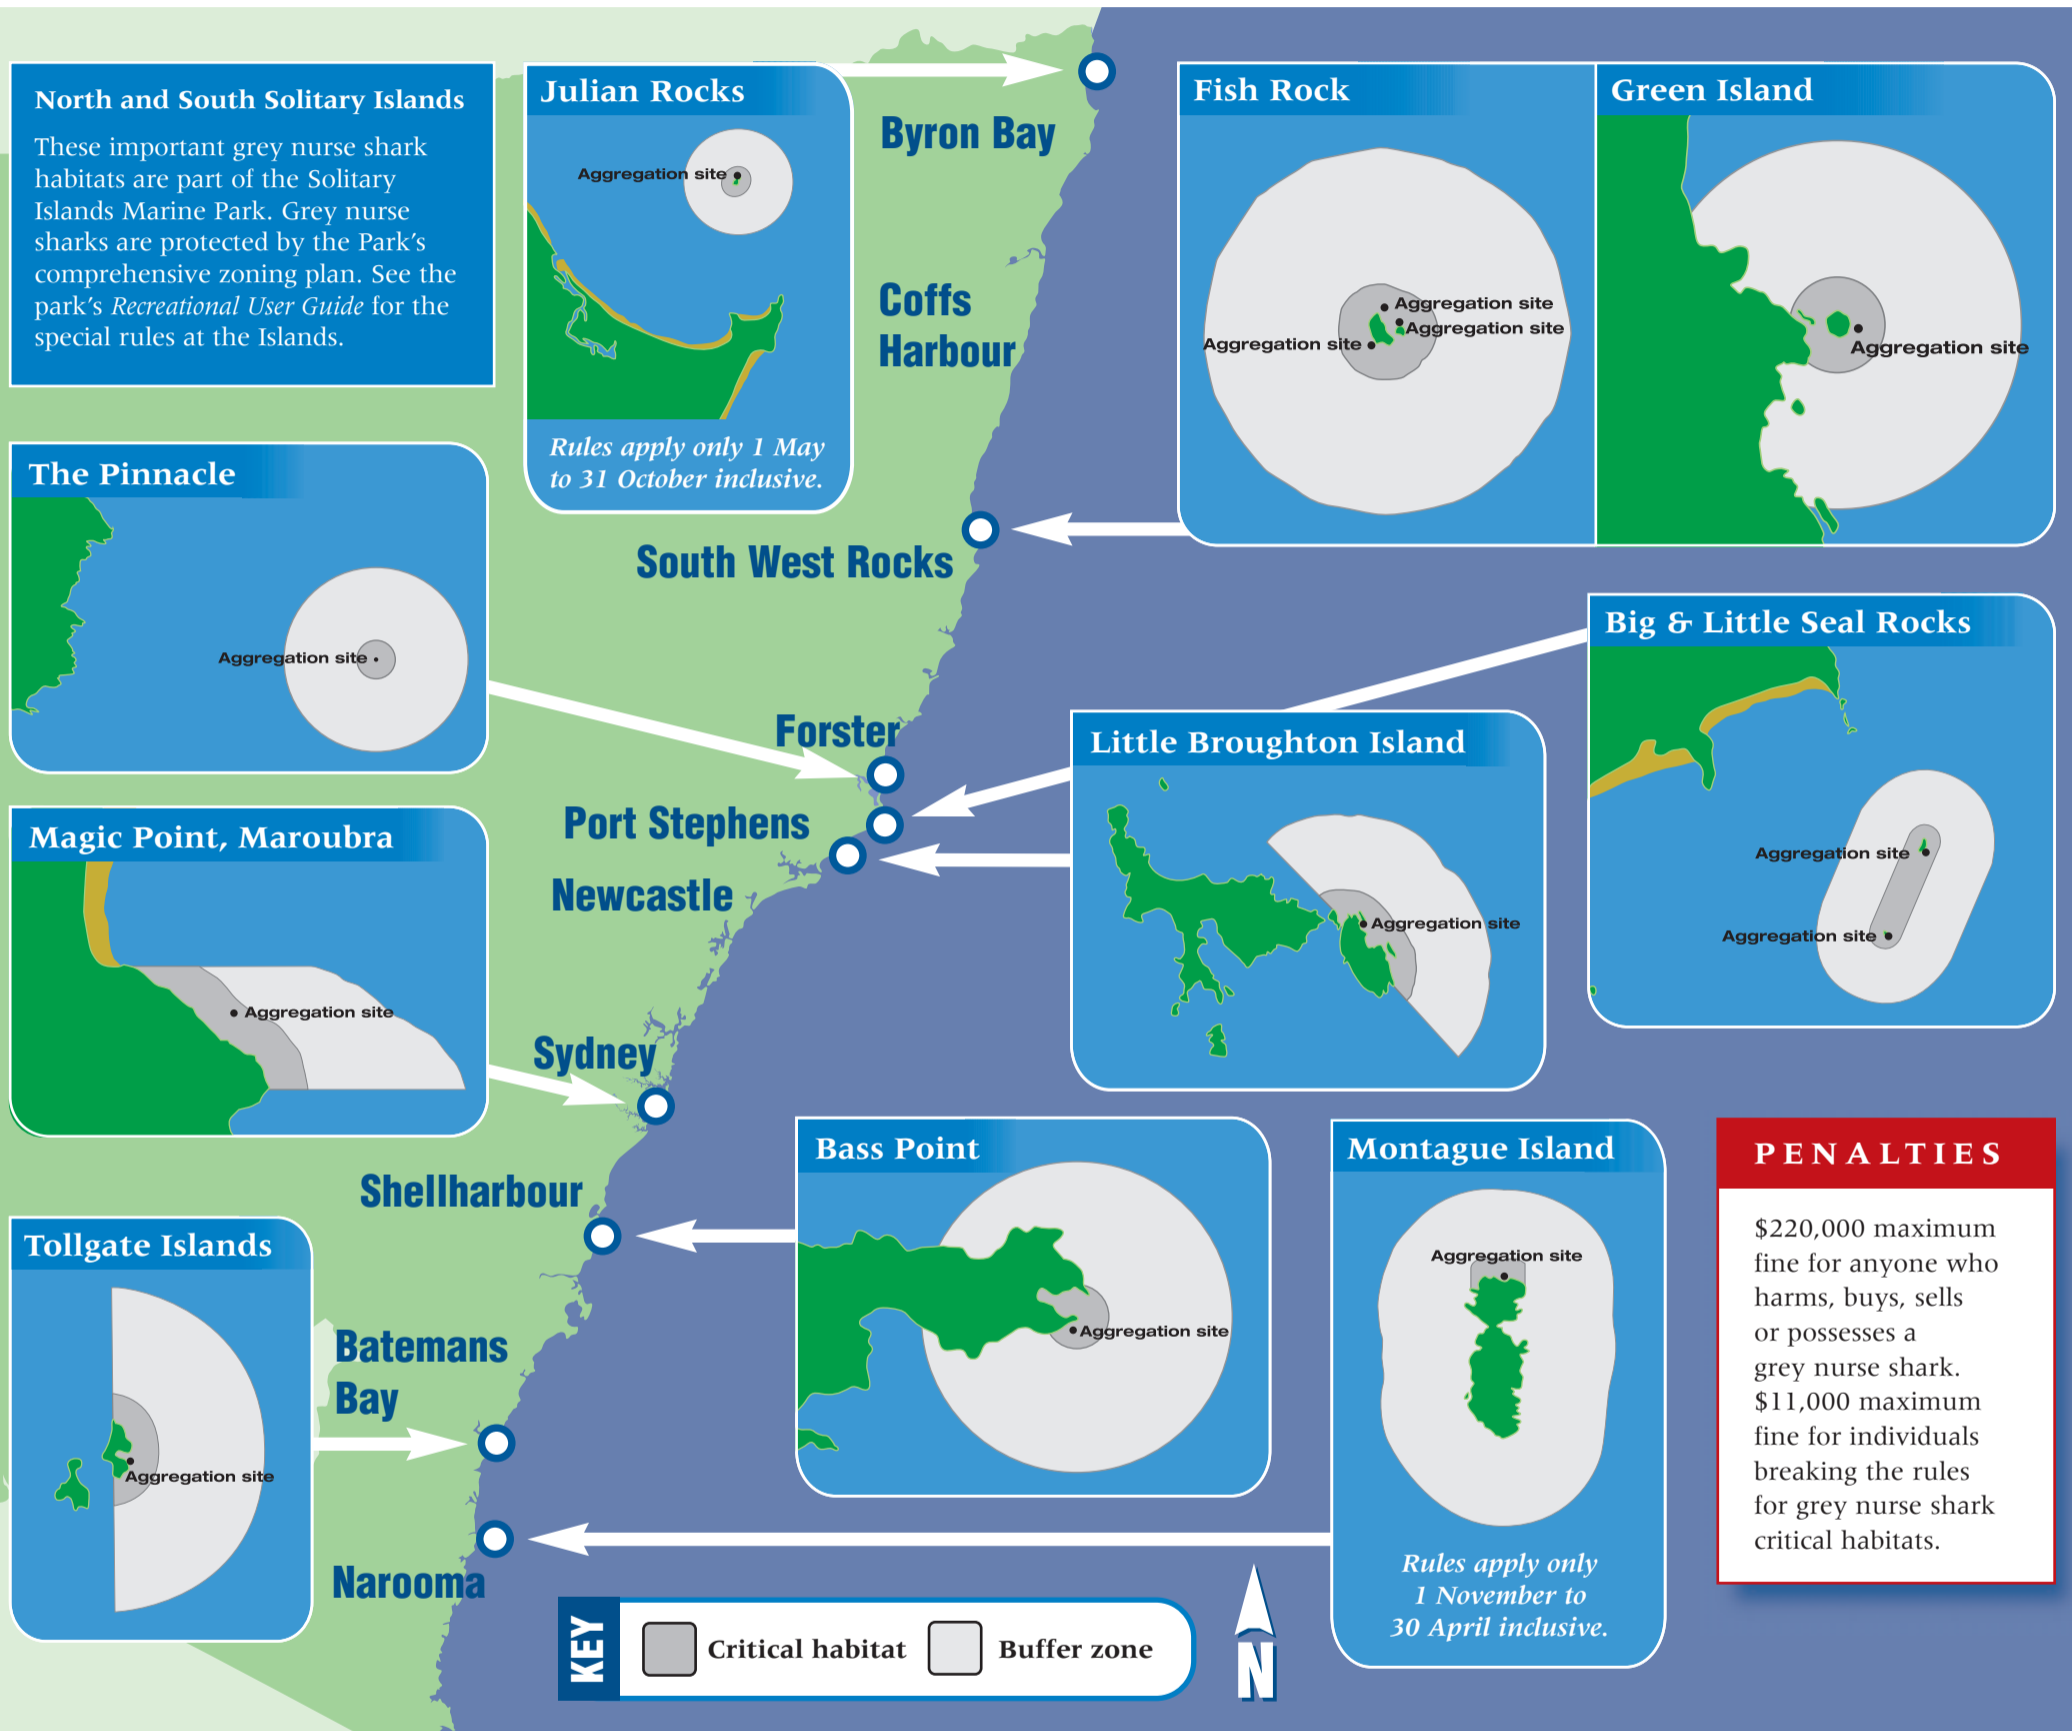 North and South Solitary Islands
These important grey nurse shark
habitats are part of the Solitary
Islands Marine Park. Grey nurse
sharks are protected by the Park’s
comprehensive zoning plan. See the
park’s Recreational User Guide for the
special rules at the Islands.
Julian Rocks
Aggregation site
Rules apply only 1 May
to 31 October inclusive.
Byron Bay
Coffs
Harbour
Fish Rock
Aggregation site
Aggregation site
Aggregation site
Green Island
Aggregation site
South West Rocks
The Pinnacle
Aggregation site
Forster
Big & Little Seal Rocks
Aggregation site
Aggregation site
Little Broughton Island
Aggregation site
Port Stephens
Newcastle
Magic Point, Maroubra
Aggregation site
Sydney
Shellharbour
Bass Point
Aggregation site
Montague Island
Aggregation site
Rules apply only
1 November to
30 April inclusive.
PENALTIES
$220,000 maximum
fine for anyone who
harms, buys, sells
or possesses a
grey nurse shark.
$11,000 maximum
fine for individuals
breaking the rules
for grey nurse shark
critical habitats.
Tollgate Islands
Aggregation site
Batemans
Bay
Narooma
KEY
Critical habitat
Buffer zone
N